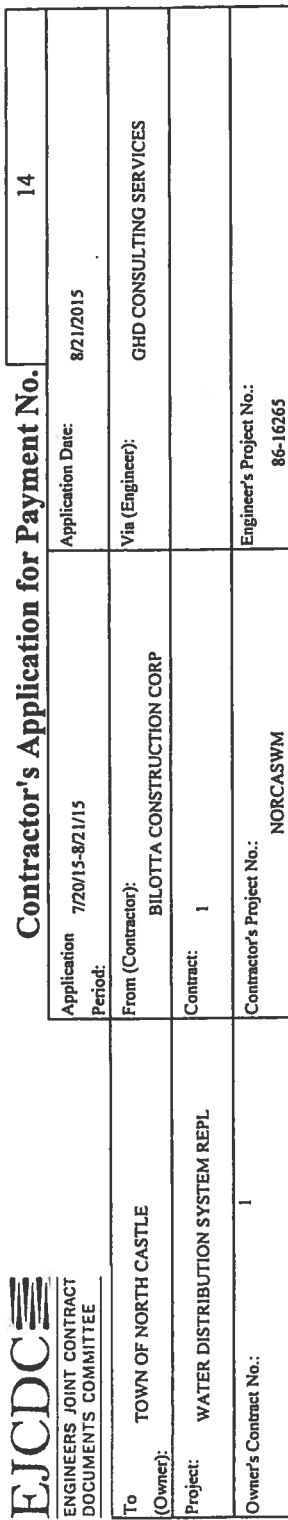 EJCDC
ENGINEERS JOINT CONTRACT
DOCUMENTS COMMITTEE
Contractor's Application for Payment No. 14
Application
Period:
7/20/15-8/21/15
Application Date:
8/21/2015
To
(Owner):
TOWN OF NORTH CASTLE
From (Contractor):
BILOTTA CONSTRUCTION CORP
Via (Engineer):
GHD CONSULTING SERVICES
Project:
WATER DISTRIBUTION SYSTEM REPL
Contract: 1
Owner's Contract No.:
1
Contractor's Project No.:
NORCASWM
Engineer's Project No.:
86-16265